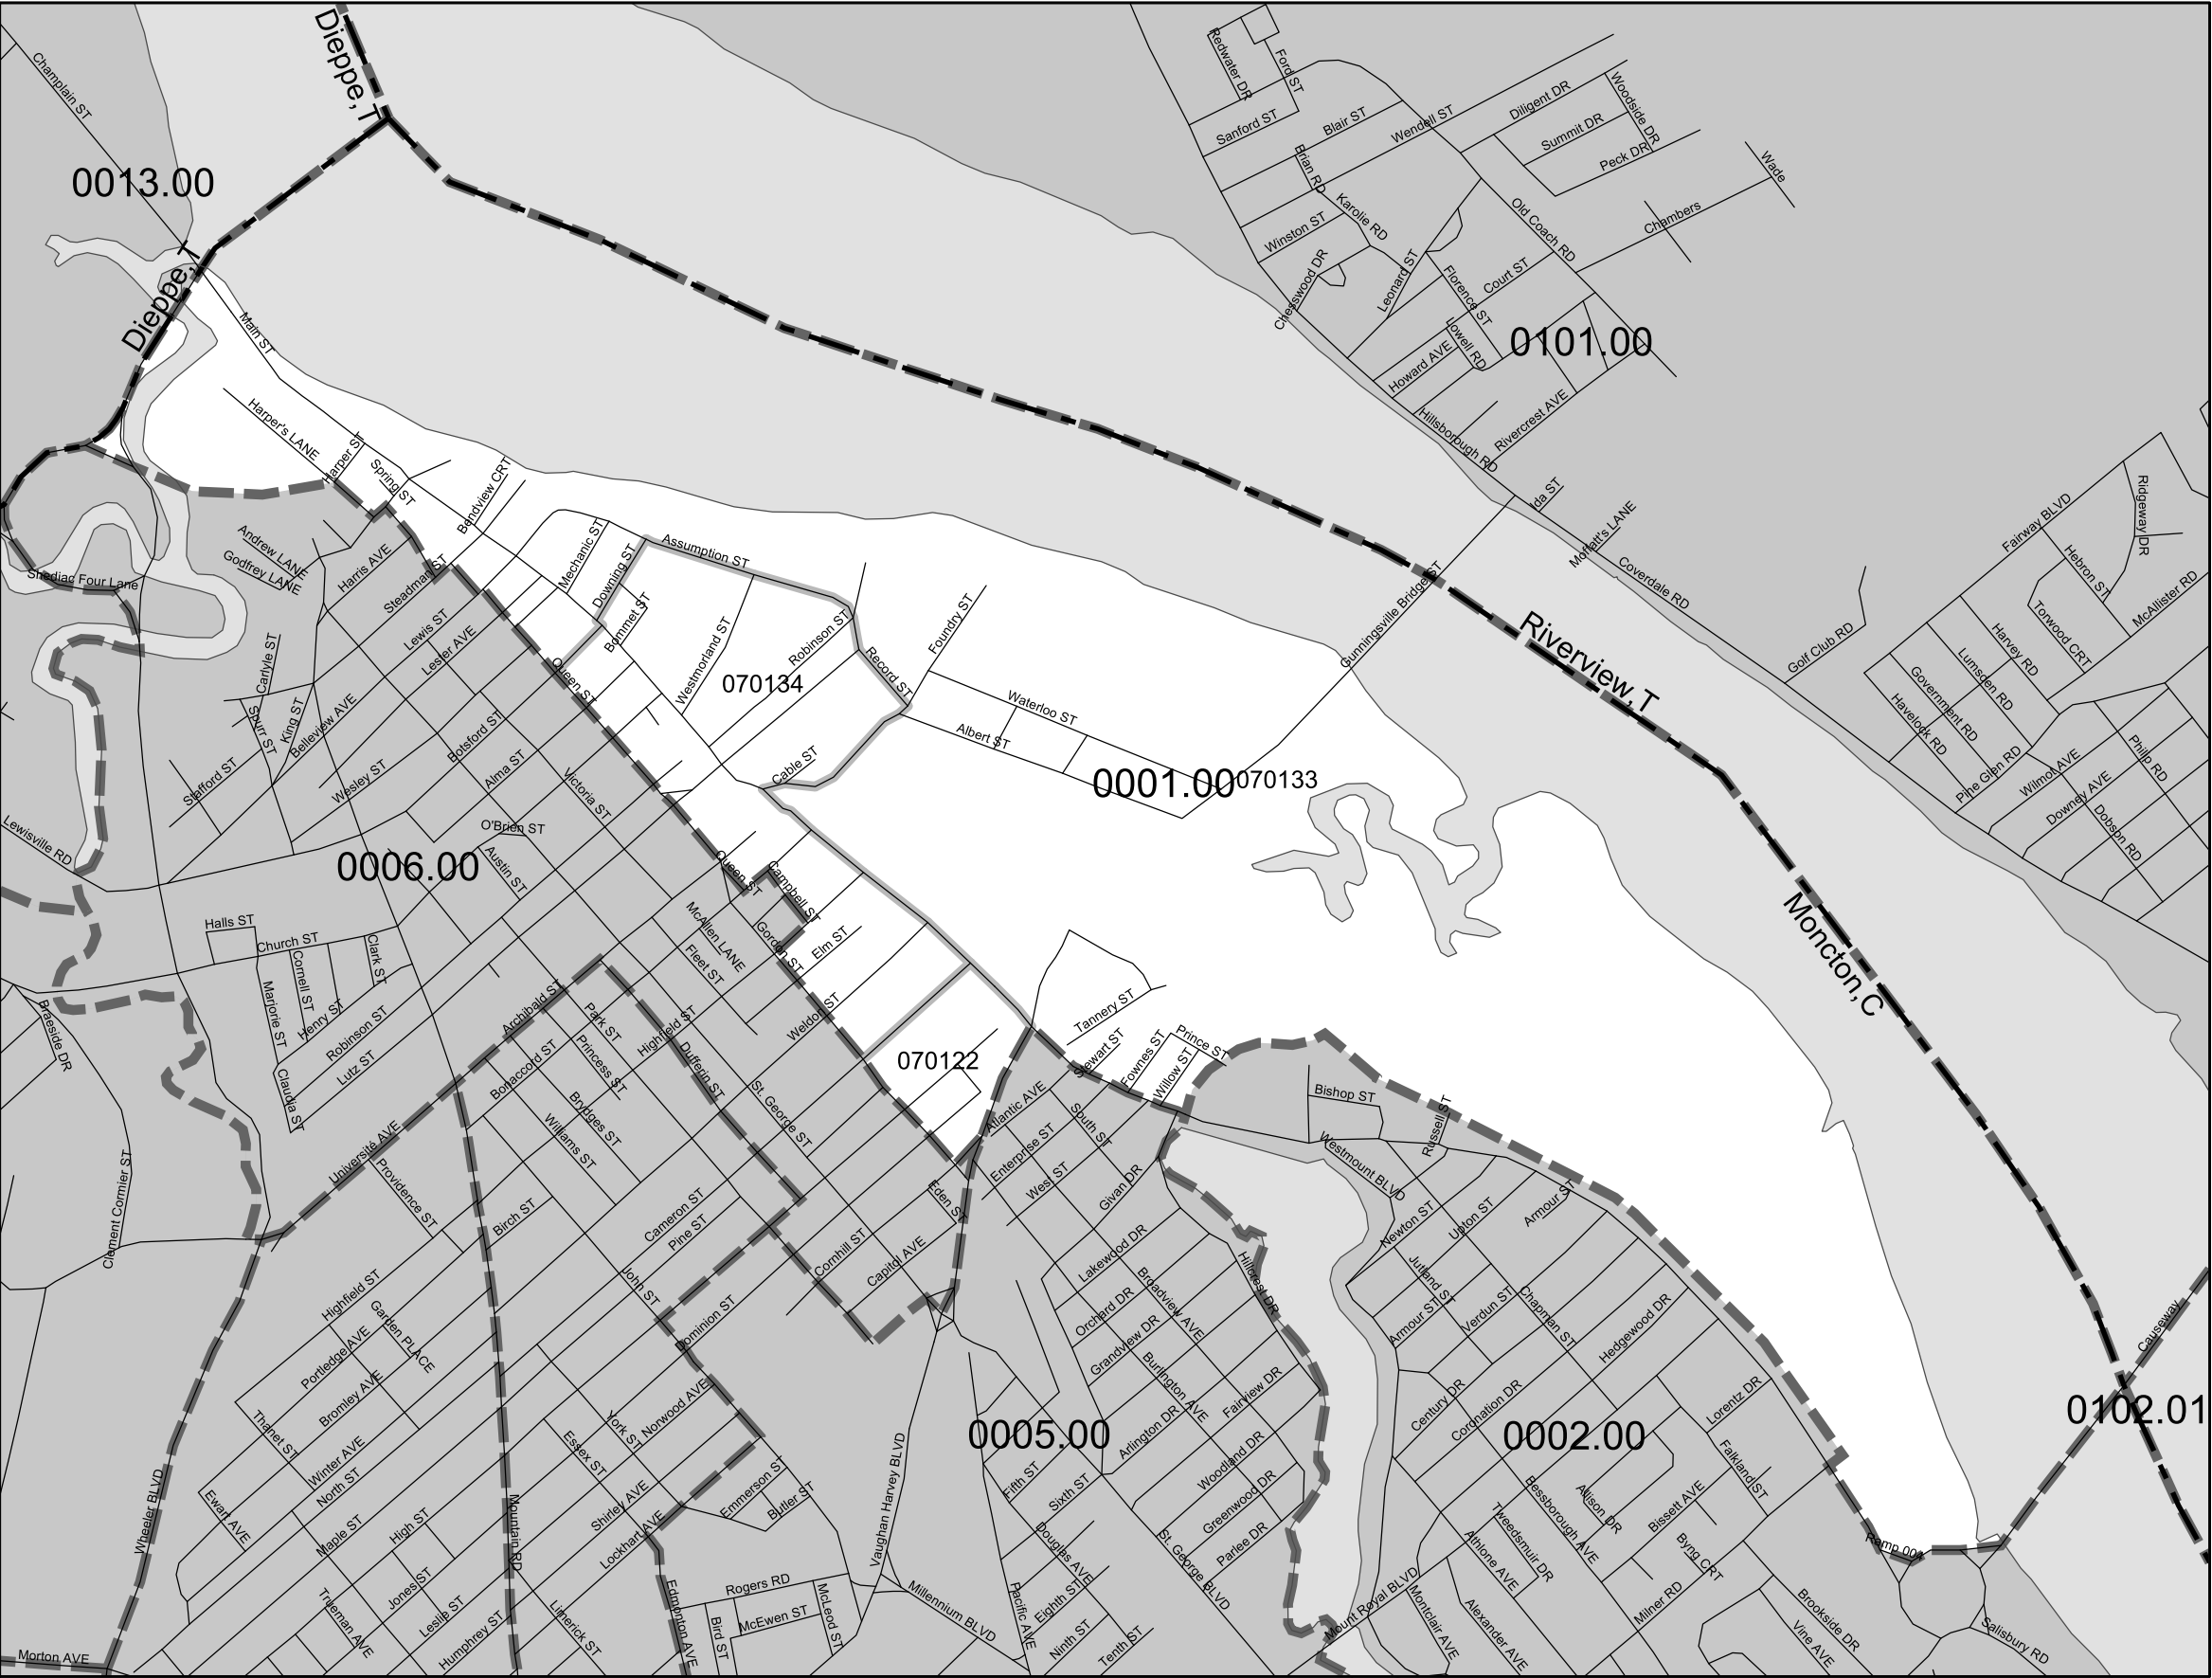 Champlain ST
Dieppe, T
0013.00
Dieppe, T
Main ST
Redwater DR
Ford ST
Sanford ST
Blair ST
Wendell ST
Diligent DR
Woodside DR
Summit DR
Peck DR
Wade
Brian RD
Karolie RD
Winston ST
Old Coach RD
Chambers
Chesswood DR
Leonard ST
Florence ST
Court ST
Lowell RD
Howard AVE
0101.00
Hillsborough RD
Rivercrest AVE
Harper's LANE
Harper ST
Spring ST
Bendview CRT
Ida ST
Moffatt's LANE
Coverdale RD
Gunningsville Bridge ST
Fairway BLVD
Ridgeway DR
Hebron ST
McAllister RD
Torwood CRT
Golf Club RD
Harvey RD
Lumsden RD
Government RD
Havelock RD
Pine Glen RD
Wilmot AVE
Philip RD
Downey AVE
Dobson RD
Andrew LANE
Godfrey LANE
Harris AVE
Shediac Four Lane
Steadman ST
Mechanic ST
Downing ST
Assumption ST
Bommet ST
Lewis ST
Lester AVE
Queen ST
Westmorland ST
Robinson ST
Record ST
Foundry ST
070134
Waterloo ST
Albert ST
Cable ST
0001.00
070133
Riverview, T
Moncton, C
Carlyle ST
Spurr ST
King ST
Belleview AVE
Botsford ST
Stafford ST
Wesley ST
Alma ST
Victoria ST
O'Brien ST
Austin ST
Lewisville RD
0006.00
Queen ST
Campbell ST
Gordon ST
Elm ST
McAllen LANE
Fleet ST
Weldon ST
Halls ST
Church ST
Clark ST
Cornell ST
Marjorie ST
Henry ST
Robinson ST
Lutz ST
Claudia ST
Braeside DR
Archibald ST
Park ST
Highfield ST
Princess ST
Bonaccord ST
Dufferin ST
St. George ST
Brydges ST
Williams ST
070122
Tannery ST
Stewart ST
Fownes ST
Prince ST
Willow ST
Atlantic AVE
South ST
Enterprise ST
West ST
Givan DR
Bishop ST
Russell ST
Westmount BLVD
Université AVE
Providence ST
Clement Cormier ST
Birch ST
Cameron ST
Pine ST
Eden ST
Cornhill ST
Capitol AVE
Lakewood DR
Broadview AVE
Hillcrest DR
Orchard DR
Grandview DR
Burlington AVE
Arlington DR
Fairview DR
Newton ST
Upton ST
Armour ST
Jutland ST
Armour ST
Verdun ST
Chapman ST
Hedgewood DR
Century DR
Coronation DR
Lorentz DR
0002.00
Falkland ST
Causeway
0102.01
Highfield ST
Garden PLACE
Portledge AVE
Bromley AVE
Thanet ST
Winter AVE
North ST
Ewart AVE
Maple ST
High ST
John ST
Dominion ST
York ST
Norwood AVE
Essex ST
Shirley AVE
Lockhart AVE
Emmerson ST
Butler ST
0005.00
Fifth ST
Sixth ST
Woodland DR
Greenwood DR
Parlee DR
St. George BLVD
Douglas AVE
Eighth ST
Ninth ST
Tenth ST
Pacific AVE
Millennium BLVD
Vaughan Harvey BLVD
Rogers RD
McEwen ST
McLeod ST
Bird ST
Edmonton AVE
Wheeler BLVD
Mountain RD
Jones ST
Leslie ST
Trueman AVE
Humphrey ST
Limerick ST
Morton AVE
Bessborough AVE
Allison DR
Bissett AVE
Tweedsmuir DR
Athlone AVE
Byng CRT
Milner RD
Mount Royal BLVD
Montclair AVE
Alexander AVE
Brookside DR
Vine AVE
Ramp 001
Salisbury RD